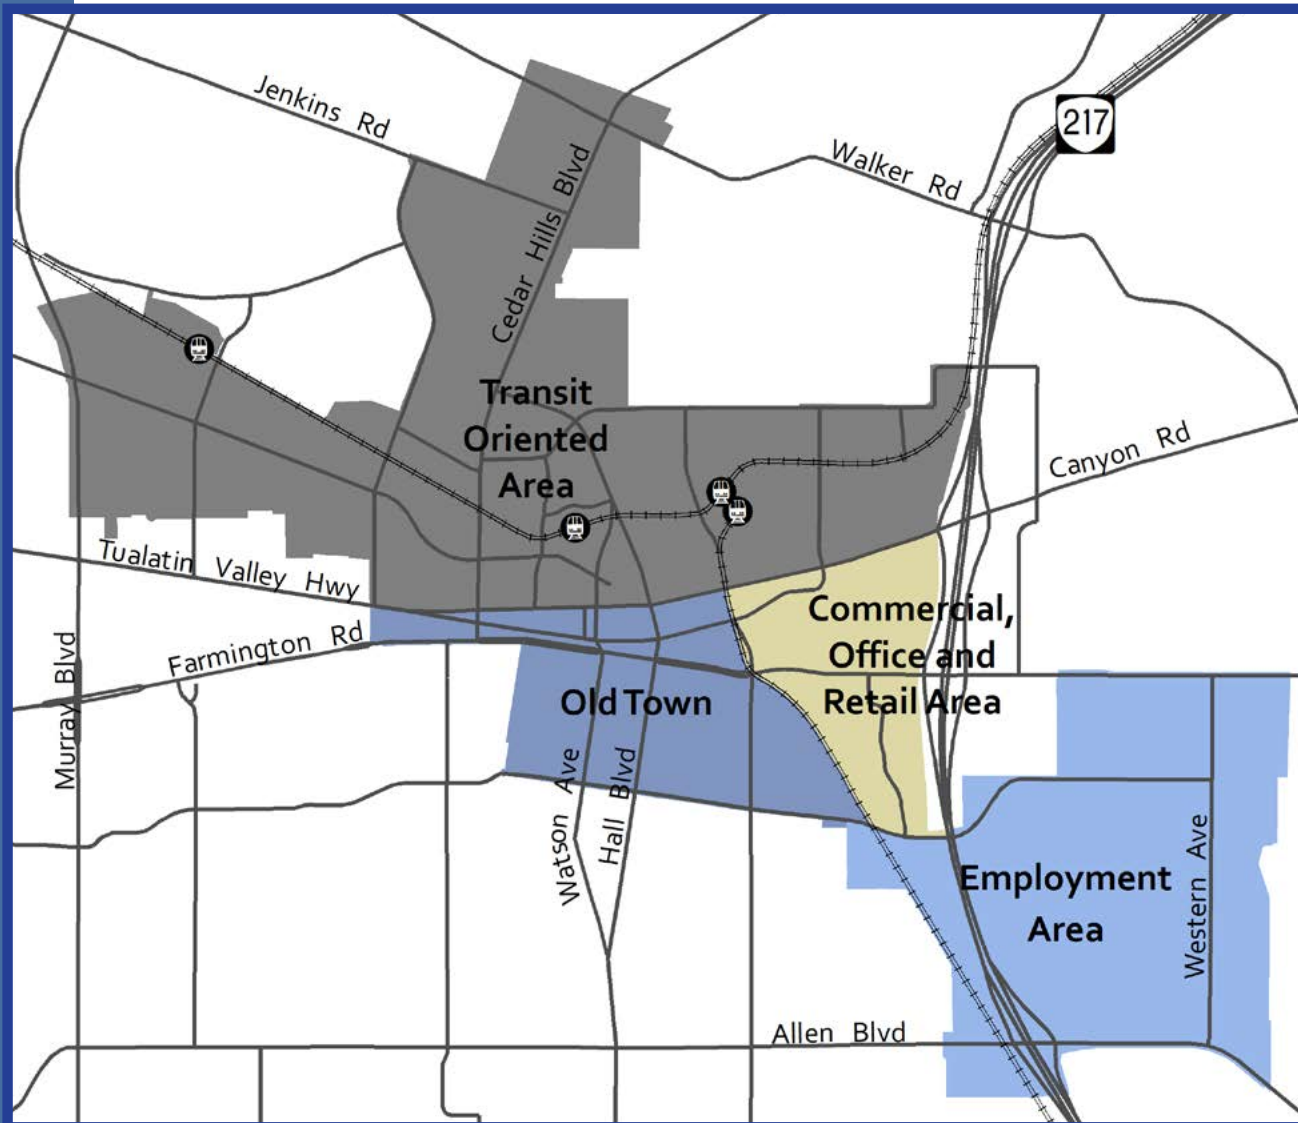 Jenkins Rd
217
Walker Rd
Cedar Hills Blvd
Transit
Oriented
Area
Canyon Rd
Tualatin Valley Hwy
Commercial,
Office and
Retail Area
Farmington Rd
Murray Blvd
Old Town
Watson Ave
Hall Blvd
Employment
Area
Western Ave
Allen Blvd